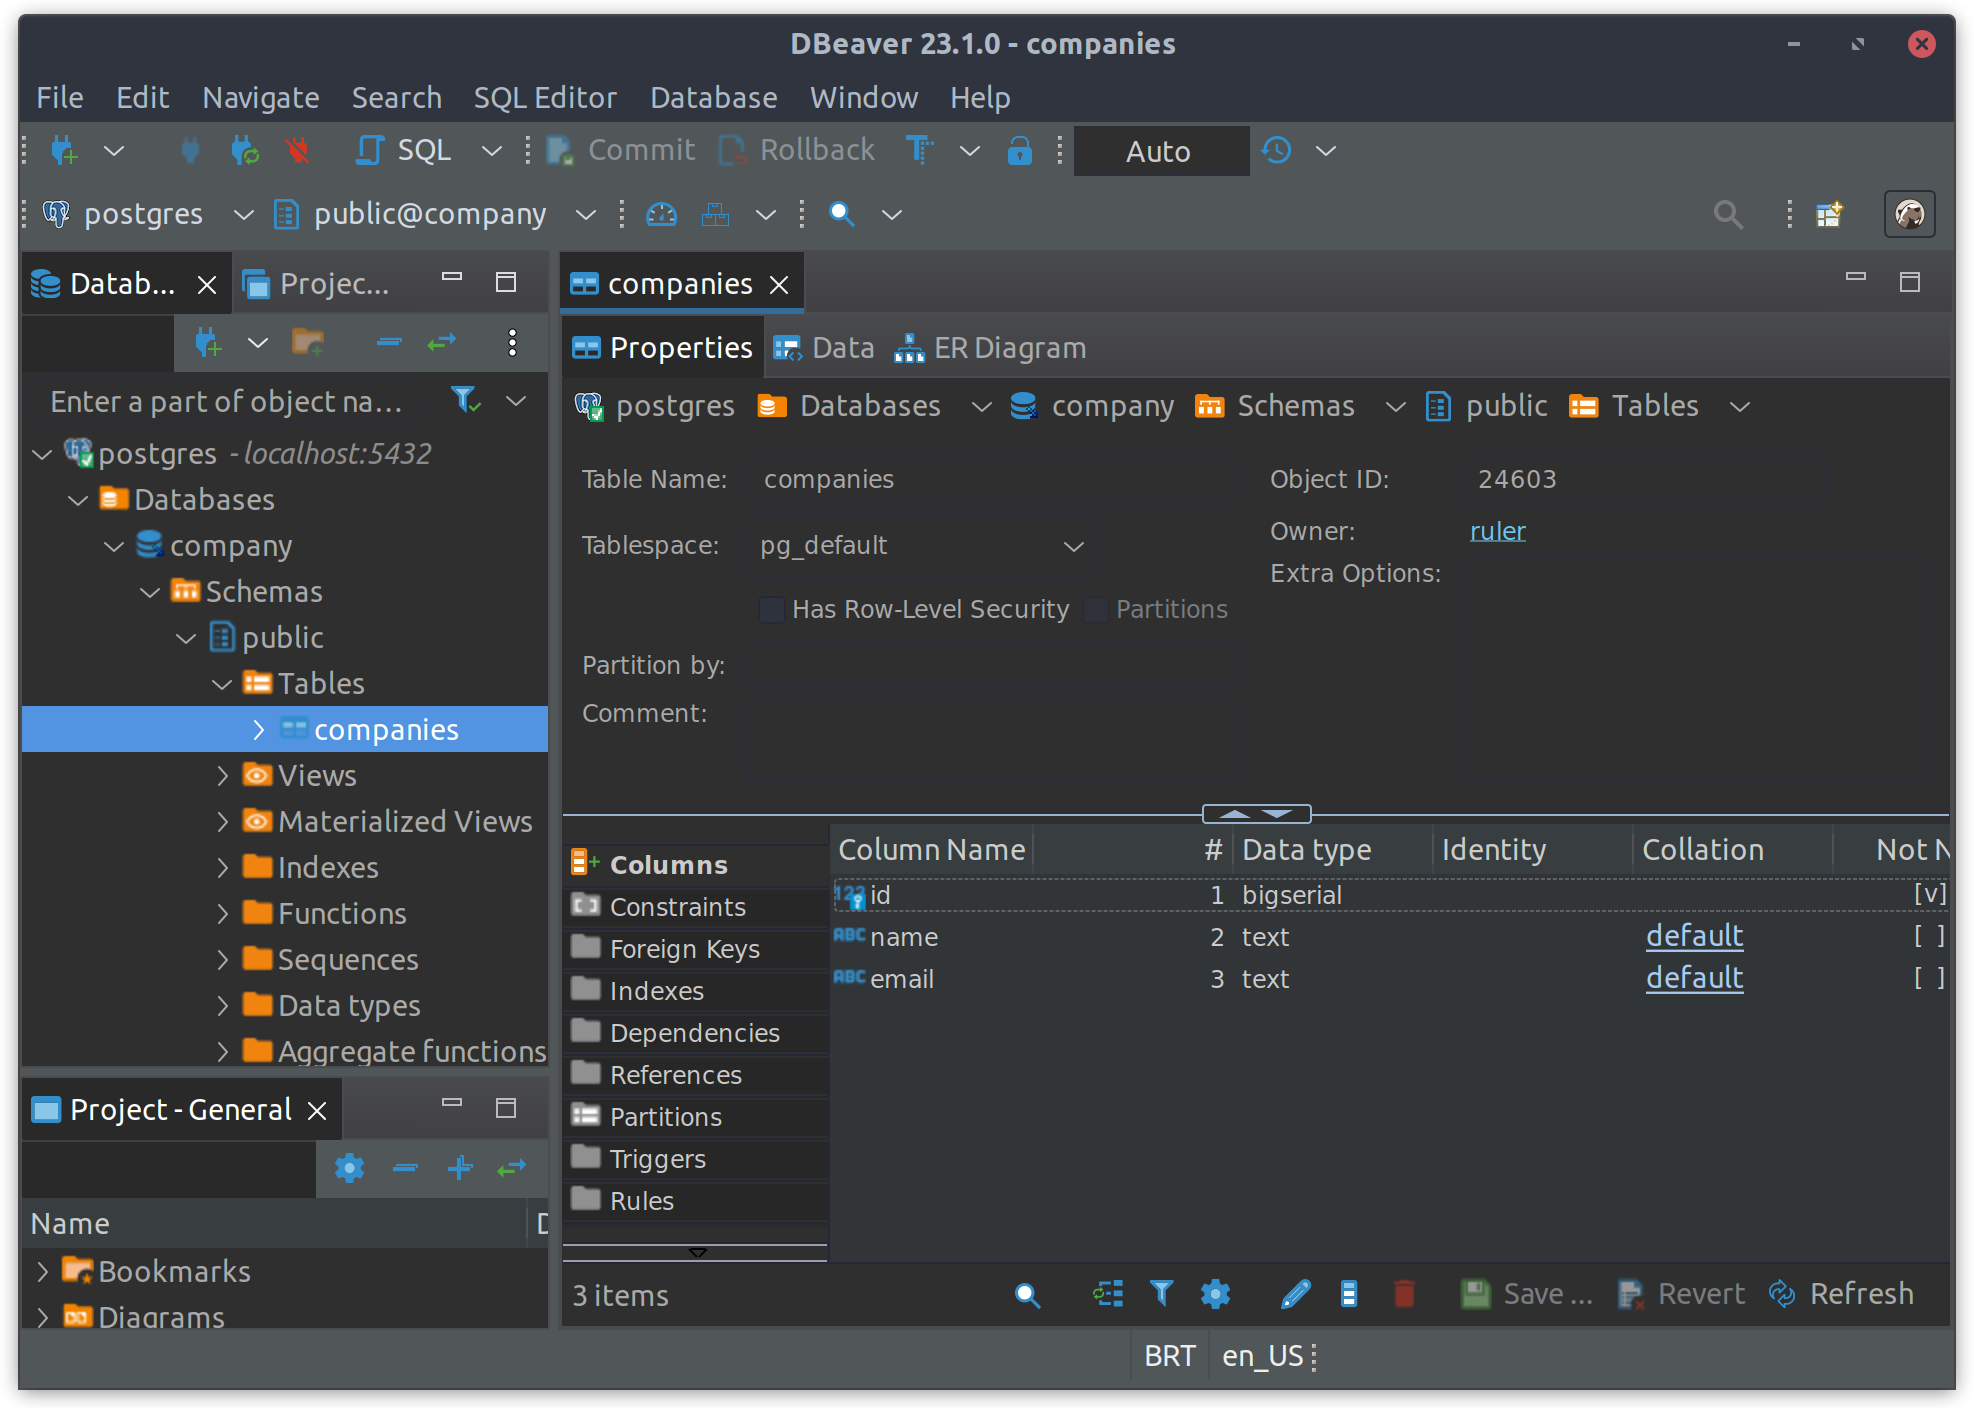 DBeaver 23.1.0 - companies
File Edit Navigate Search SQL Editor Database Window Help
SQL Commit Rollback Auto
postgres public@company
Datab... Projec...
companies
Properties Data ER Diagram
Enter a part of object na...
postgres Databases company Schemas public Tables
postgres - localhost:5432
Databases
company
Schemas
public
Tables
companies
Views
Materialized Views
Indexes
Functions
Sequences
Data types
Aggregate functions
Table Name: companies
Object ID: 24603
Tablespace: pg_default
Owner: ruler
Extra Options:
Has Row-Level Security Partitions
Partition by:
Comment:
Columns
Constraints
Foreign Keys
Indexes
Dependencies
References
Partitions
Triggers
Rules
Column Name # Data type Identity Collation Not N
123 id 1 bigserial [v]
ABC name 2 text default [ ]
ABC email 3 text default [ ]
3 items Save ... Revert Refresh
Project - General
Name D
Bookmarks
Diagrams
BRT en_US